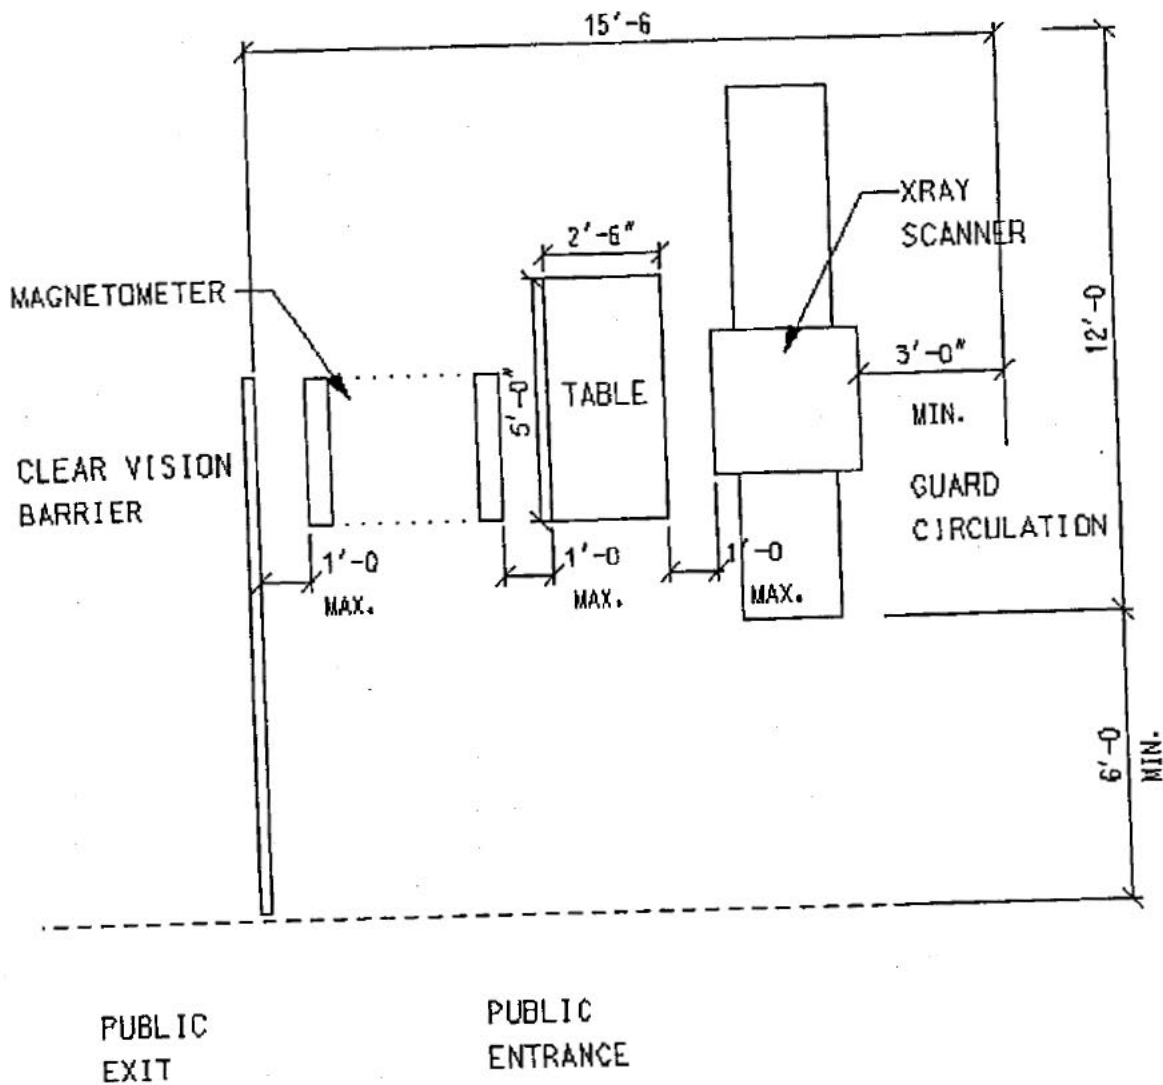 15'-6
XRAY
SCANNER
2'-6"
MAGNETOMETER
12'-0
3'-0"
5'-0"
TABLE
MIN.
CLEAR VISION
BARRIER
GUARD
CIRCULATION
1'-0
MAX.
1'-0
MAX.
1'-0
MAX.
6'-0
MIN.
PUBLIC
EXIT
PUBLIC
ENTRANCE